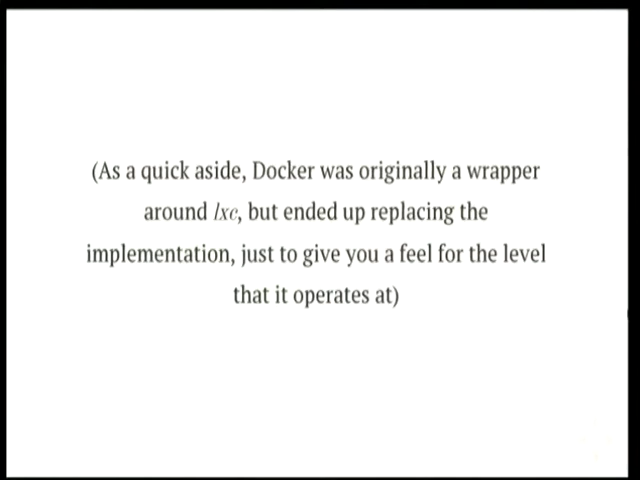 (As a quick aside, Docker was originally a wrapper
around lxc, but ended up replacing the
implementation, just to give you a feel for the level
that it operates at)